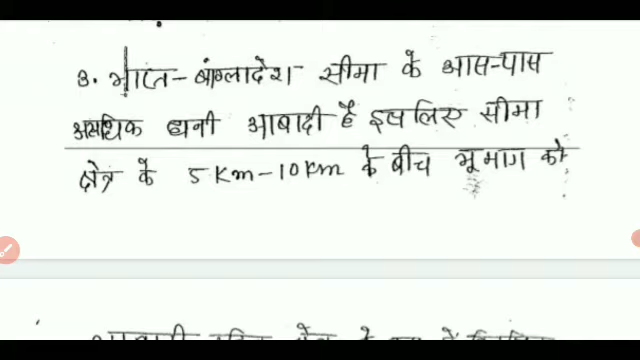 3. भारत - बांग्लादेश सीमा के आस-पास
अत्यधिक घनी आबादी है इसलिए सीमा
क्षेत्र के 5 Km - 10 Km के बीच भूभाग को